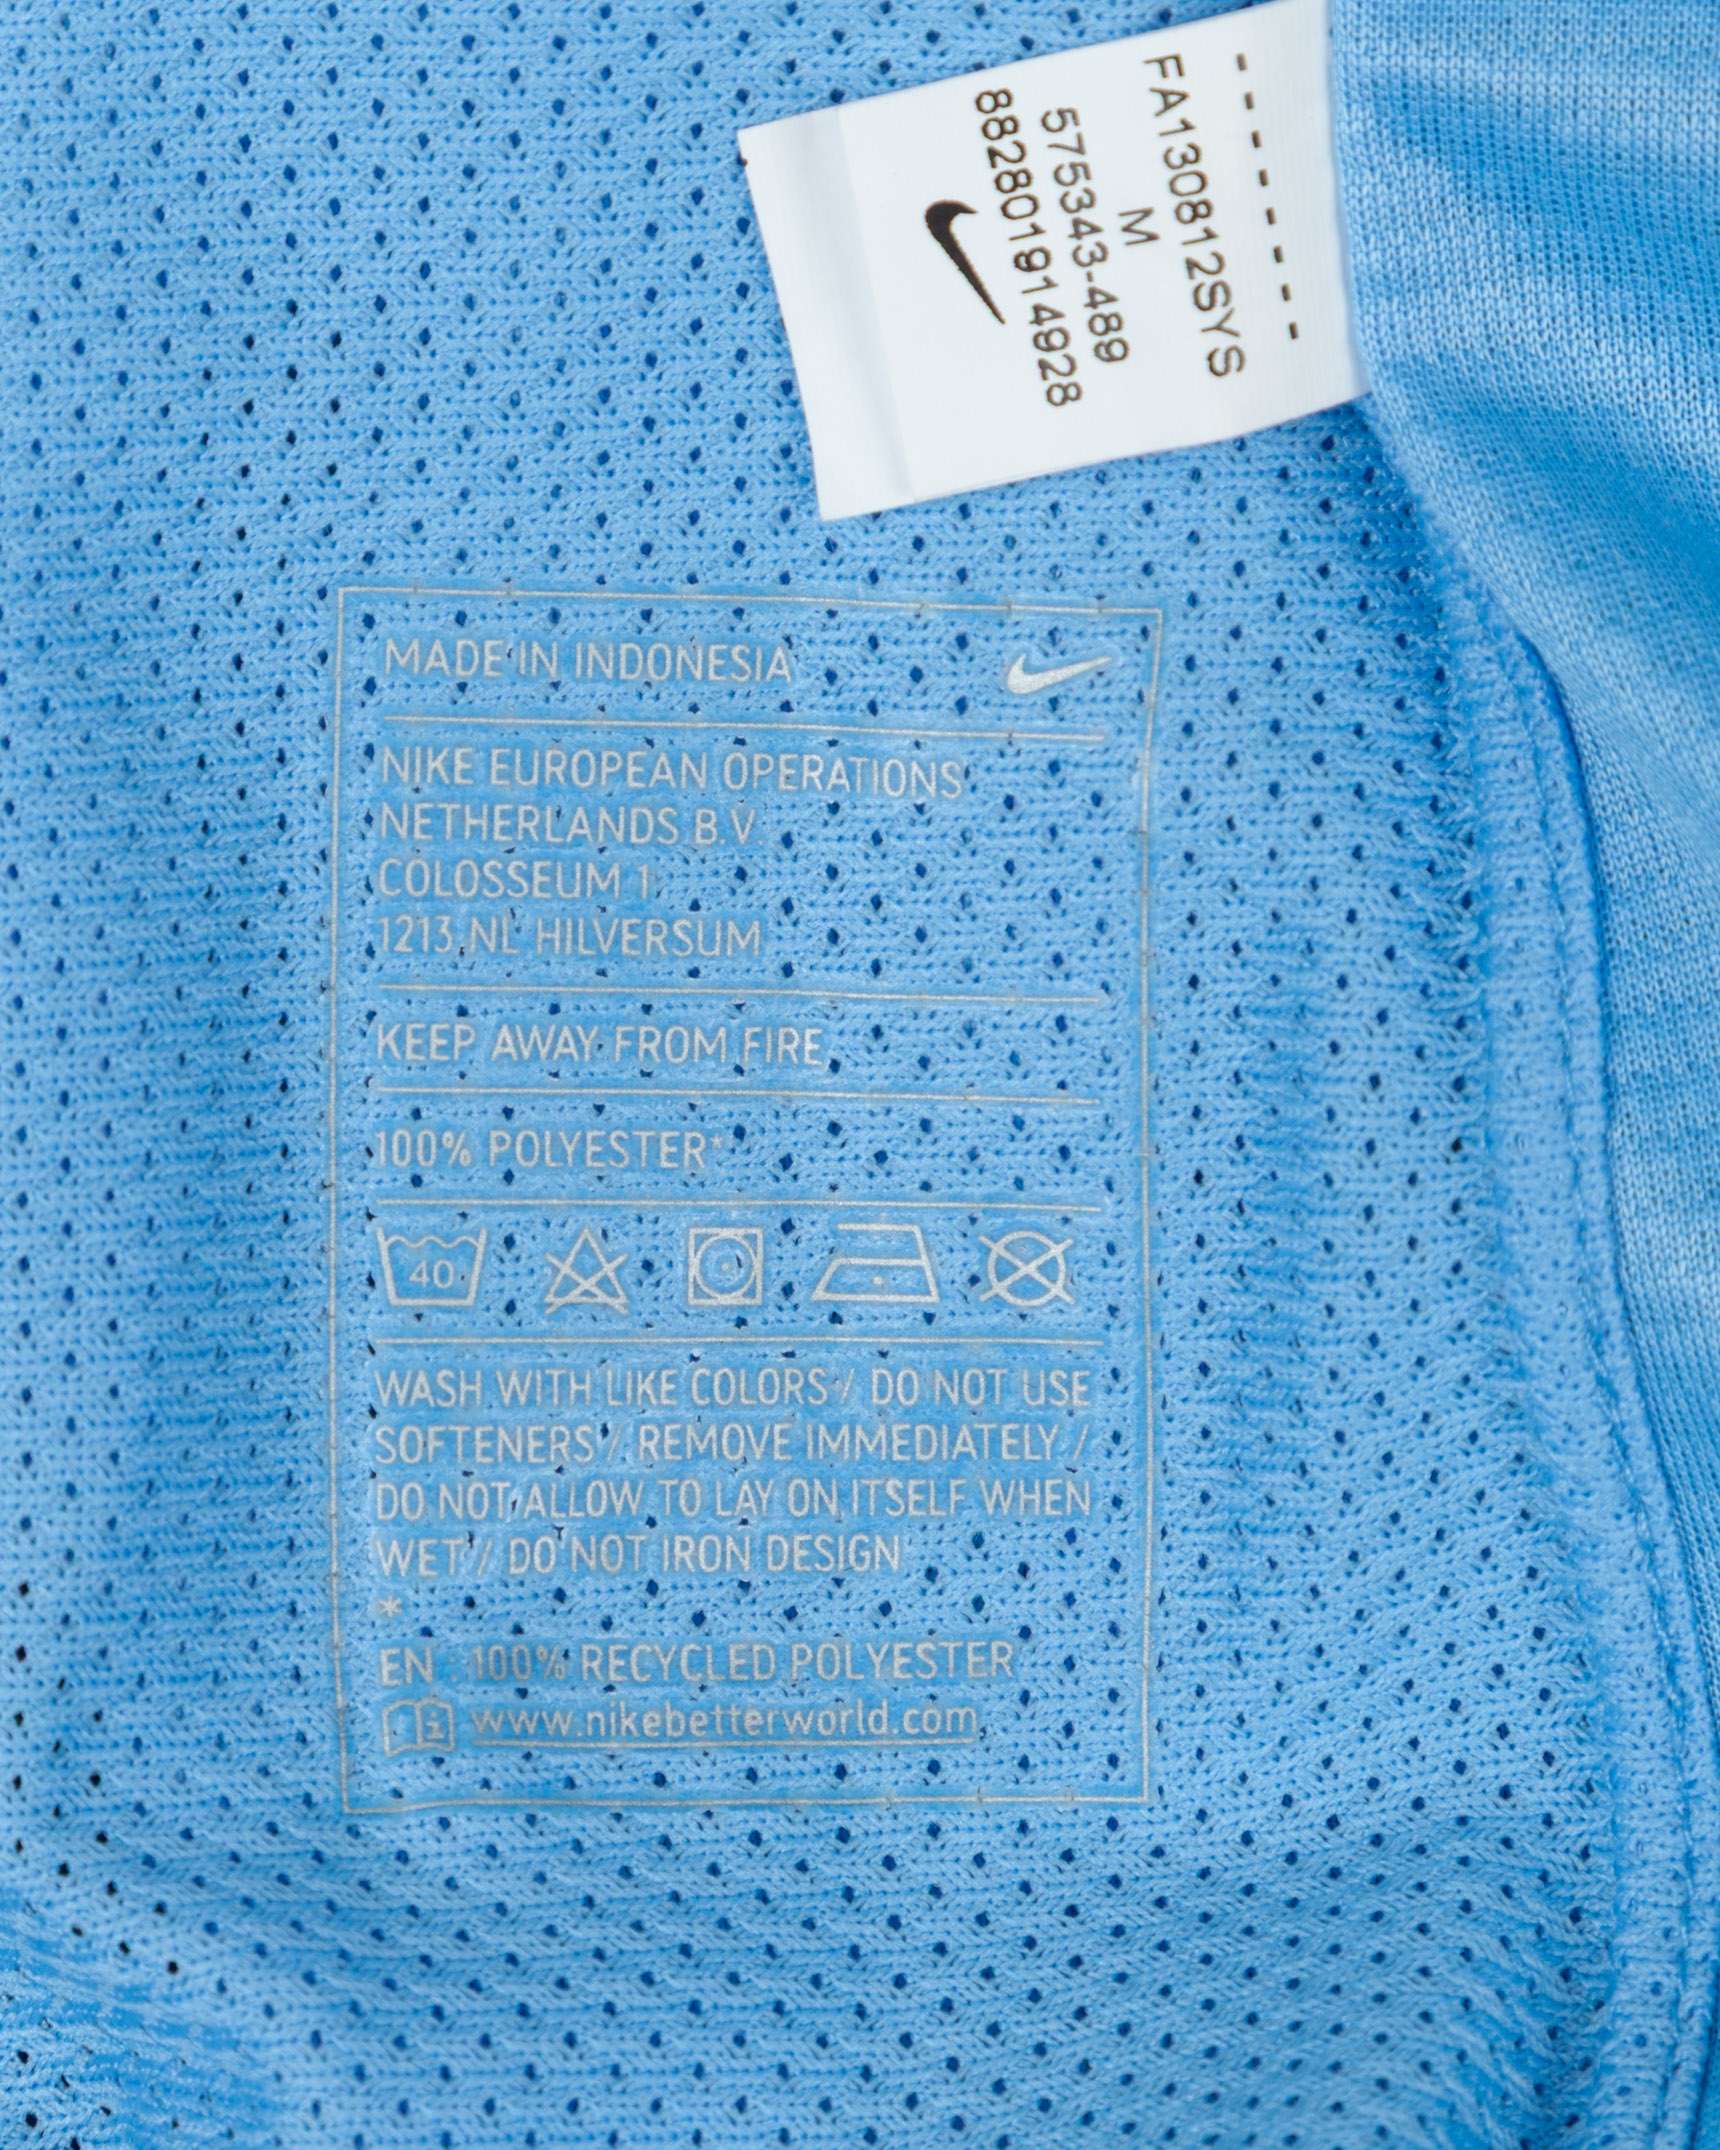 FA130812SYS
M
575343-489
8828019149​28
MADE IN INDONESIA
NIKE EUROPEAN OPERATIONS
NETHERLANDS B.V.
COLOSSEUM 1
1213 NL HILVERSUM
KEEP AWAY FROM FIRE
100% POLYESTER*
40
WASH WITH LIKE COLORS / DO NOT USE
SOFTENERS / REMOVE IMMEDIATELY /
DO NOT ALLOW TO LAY ON ITSELF WHEN
WET / DO NOT IRON DESIGN
*
EN : 100% RECYCLED POLYESTER
www.nikebetterworld.com